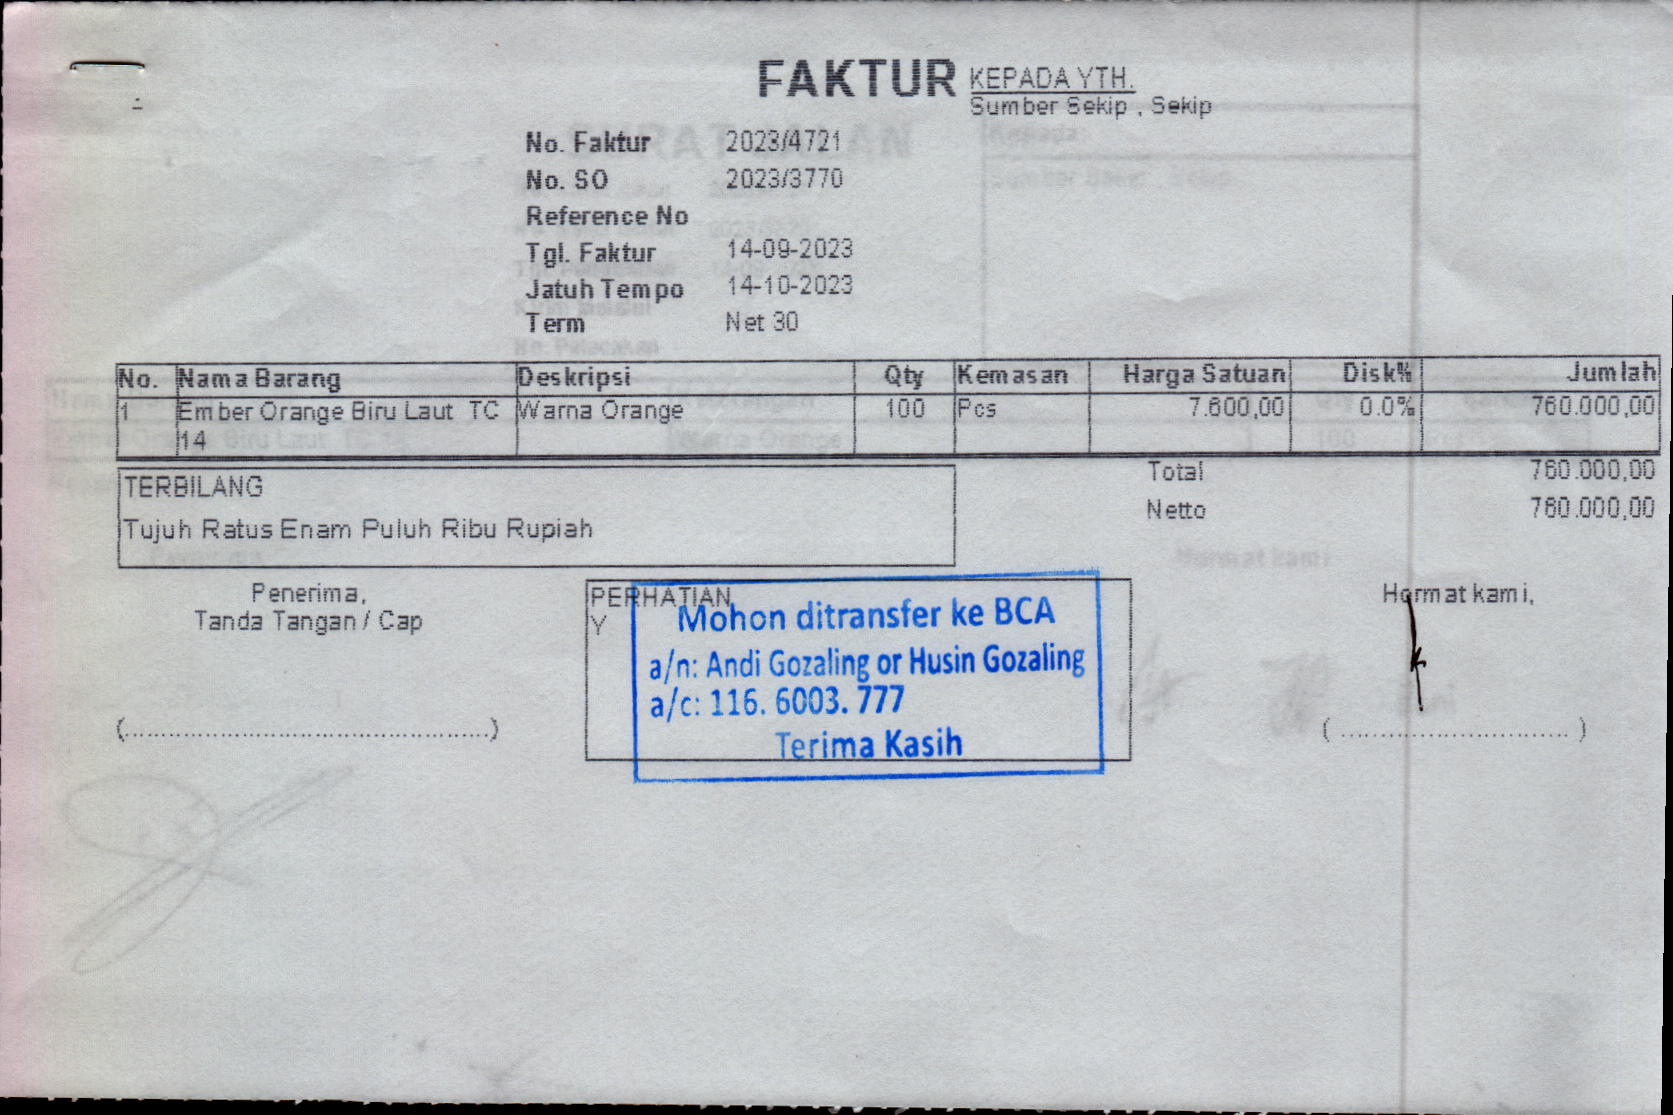 FAKTUR
KEPADA YTH.
Sumber Sekip , Sekip
No. Faktur 2023/4721
No. SO 2023/3770
Reference No
Tgl. Faktur 14-09-2023
Jatuh Tempo 14-10-2023
Term Net 30
No. Nama Barang Deskripsi Qty Kemasan Harga Satuan Disk% Jumlah
1 Ember Orange Biru Laut TC Warna Orange 100 Pcs 7.600,00 0.0% 760.000,00
14
Total 760.000,00
TERBILANG
Netto 760.000,00
Tujuh Ratus Enam Puluh Ribu Rupiah
Penerima,
Tanda Tangan / Cap
(..................................................)
PERHATIAN
Y
Mohon ditransfer ke BCA
a/n: Andi Gozaling or Husin Gozaling
a/c: 116. 6003. 777
Terima Kasih
Hormat kami,
( ............................... )